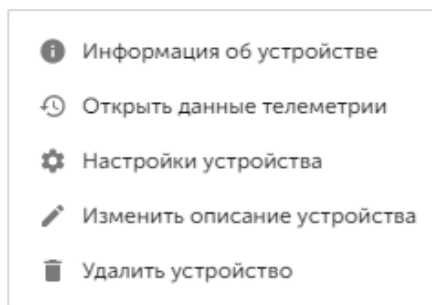 Информация об устройстве
Открыть данные телеметрии
Настройки устройства
Изменить описание устройства
Удалить устройство